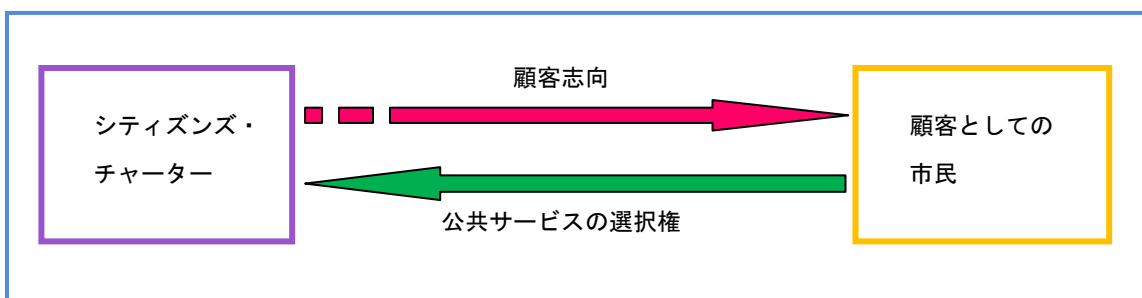 顧客志向
シティズンズ・
チャーター
顧客としての
市民
公共サービスの選択権